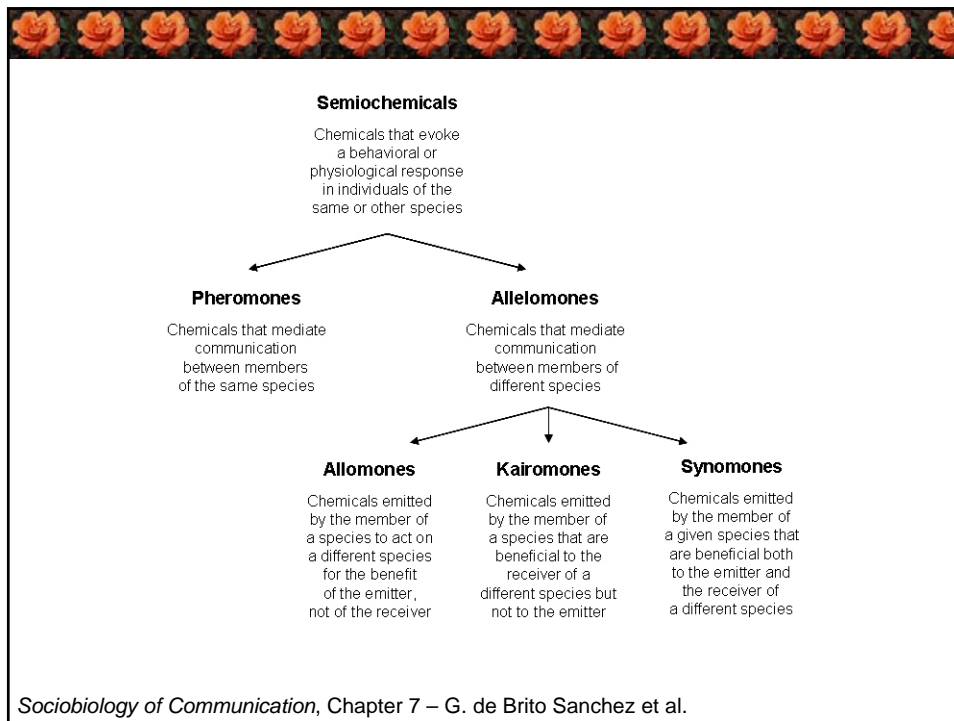 Semiochemicals
Chemicals that evoke
a behavioral or
physiological response
in individuals of the
same or other species
Pheromones
Chemicals that mediate
communication
between members
of the same species
Allelomones
Chemicals that mediate
communication
between members of
different species
Allomones
Chemicals emitted
by the member of
a species to act on
a different species
for the benefit
of the emitter,
not of the receiver
Kairomones
Chemicals emitted
by the member of
a species that are
beneficial to the
receiver of a
different species but
not to the emitter
Synomones
Chemicals emitted
by the member of
a given species that
are beneficial both
to the emitter and
the receiver of
a different species
Sociobiology of Communication, Chapter 7 – G. de Brito Sanchez et al.